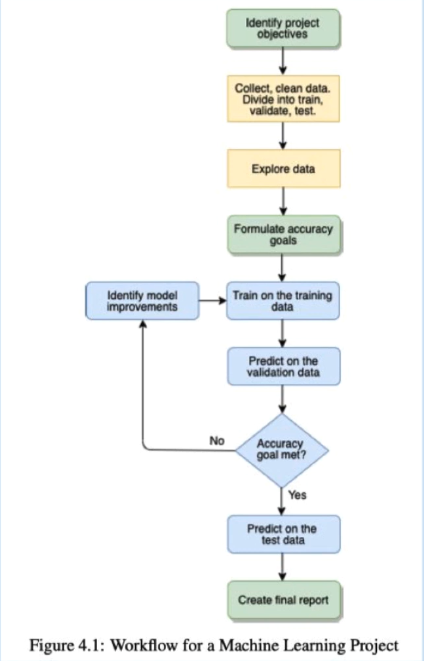 Identify project
objectives
Collect, clean data.
Divide into train,
validate, test.
Explore data
Formulate accuracy
goals
Identify model
improvements
Train on the training
data
Predict on the
validation data
No
Accuracy
goal met?
Yes
Predict on the
test data
Create final report
Figure 4.1: Workflow for a Machine Learning Project